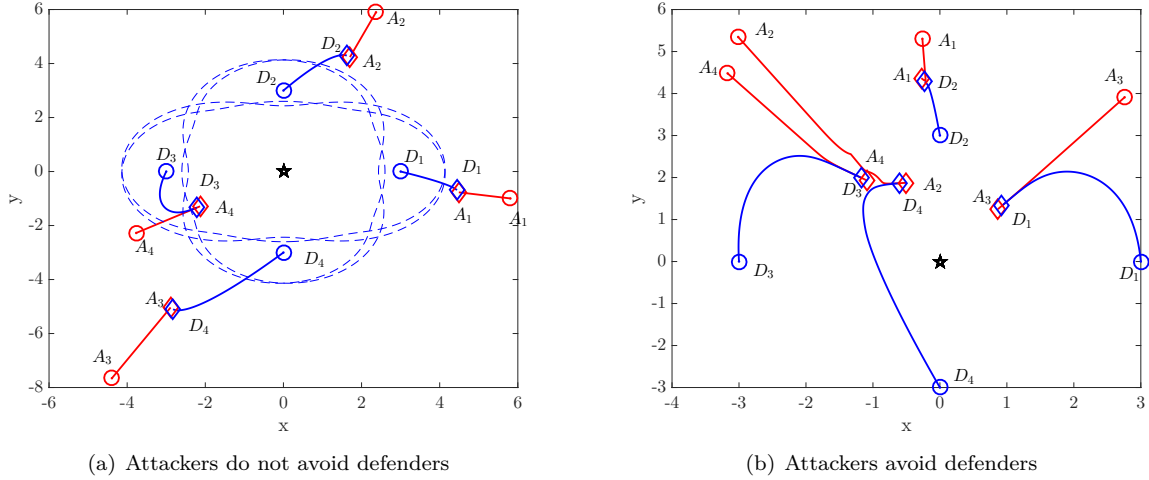 6
4
2
0
-2
-4
-6
-8
y
-6
-4
-2
0
2
4
6
x
A₂
D₂
A₂
D₂
D₃
D₃
A₄
A₄
D₁
D₁
A₁
A₁
D₄
A₃
D₄
A₃
(a) Attackers do not avoid defenders
6
5
4
3
2
1
0
-1
-2
-3
y
-4
-3
-2
-1
0
1
2
3
x
A₂
A₄
A₁
A₁
D₂
D₂
A₃
A₄
D₃
A₂
D₄
A₃
D₁
D₃
D₁
D₄
(b) Attackers avoid defenders